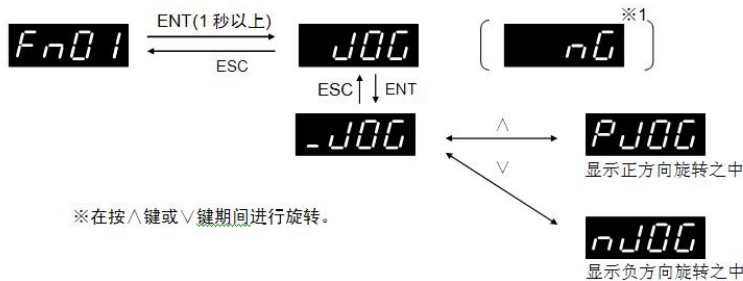 ※1
ENT(1秒以上)
Fn01
JOG
nG
ESC
ESC
ENT
_JOG
∧
PJOG
∨
显示正方向旋转之中
※在按∧键或∨键期间进行旋转。
nJOG
显示负方向旋转之中